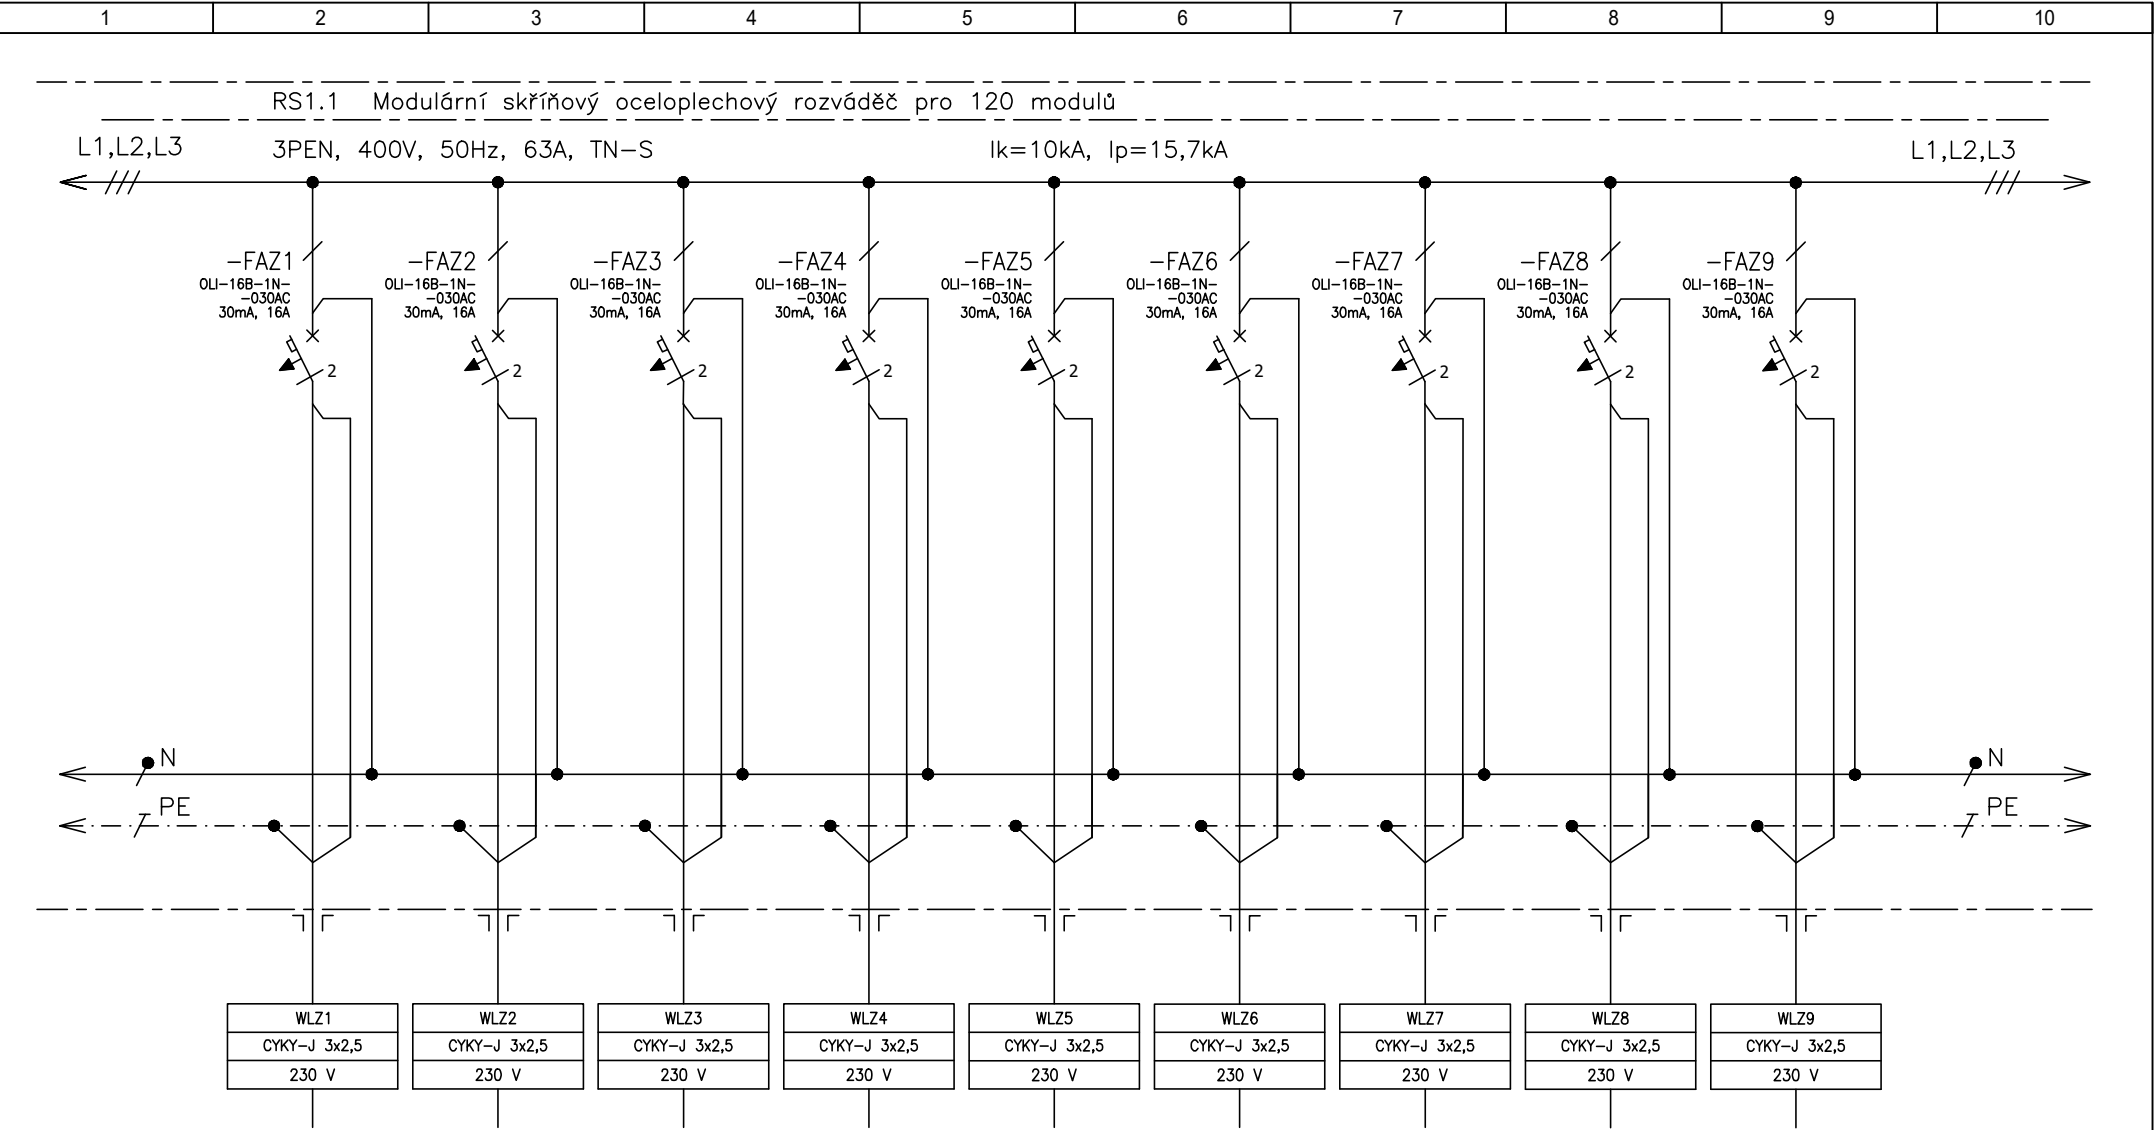 1 2 3 4 5 6 7 8 9 10
RS1.1 Modulární skříňový oceloplechový rozváděč pro 120 modulů
L1,L2,L3 3PEN, 400V, 50Hz, 63A, TN-S Ik=10kA, Ip=15,7kA L1,L2,L3
-FAZ1 -FAZ2 -FAZ3 -FAZ4 -FAZ5 -FAZ6 -FAZ7 -FAZ8 -FAZ9
OLI-16B-1N- OLI-16B-1N- OLI-16B-1N- OLI-16B-1N- OLI-16B-1N- OLI-16B-1N- OLI-16B-1N- OLI-16B-1N- OLI-16B-1N-
-030AC -030AC -030AC -030AC -030AC -030AC -030AC -030AC -030AC
30mA, 16A 30mA, 16A 30mA, 16A 30mA, 16A 30mA, 16A 30mA, 16A 30mA, 16A 30mA, 16A 30mA, 16A
2 2 2 2 2 2 2 2 2
N N
PE PE
WLZ1 WLZ2 WLZ3 WLZ4 WLZ5 WLZ6 WLZ7 WLZ8 WLZ9
CYKY-J 3x2,5 CYKY-J 3x2,5 CYKY-J 3x2,5 CYKY-J 3x2,5 CYKY-J 3x2,5 CYKY-J 3x2,5 CYKY-J 3x2,5 CYKY-J 3x2,5 CYKY-J 3x2,5
230 V 230 V 230 V 230 V 230 V 230 V 230 V 230 V 230 V